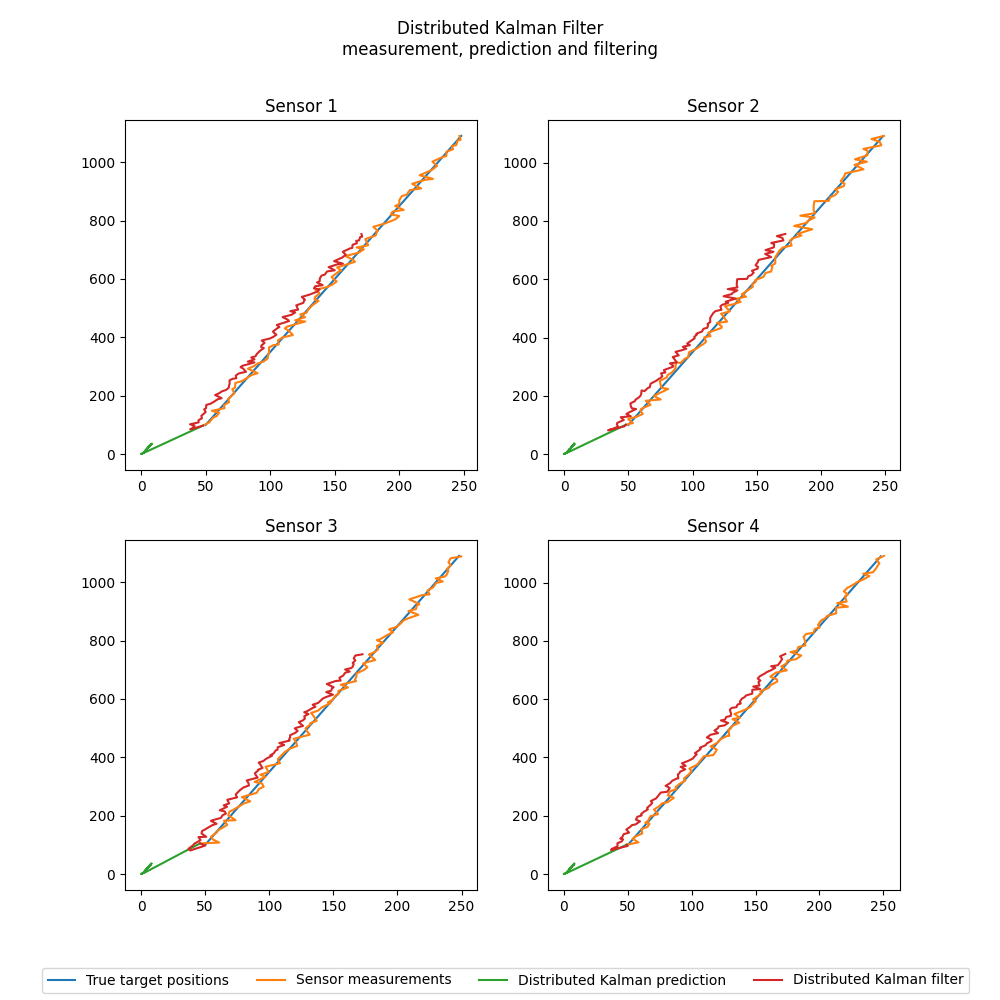 Distributed Kalman Filter
measurement, prediction and filtering
Sensor 1
1000
800
600
400
200
0
0 50 100 150 200 250
Sensor 2
1000
800
600
400
200
0
0 50 100 150 200 250
Sensor 3
1000
800
600
400
200
0
0 50 100 150 200 250
Sensor 4
1000
800
600
400
200
0
0 50 100 150 200 250
True target positions Sensor measurements Distributed Kalman prediction Distributed Kalman filter